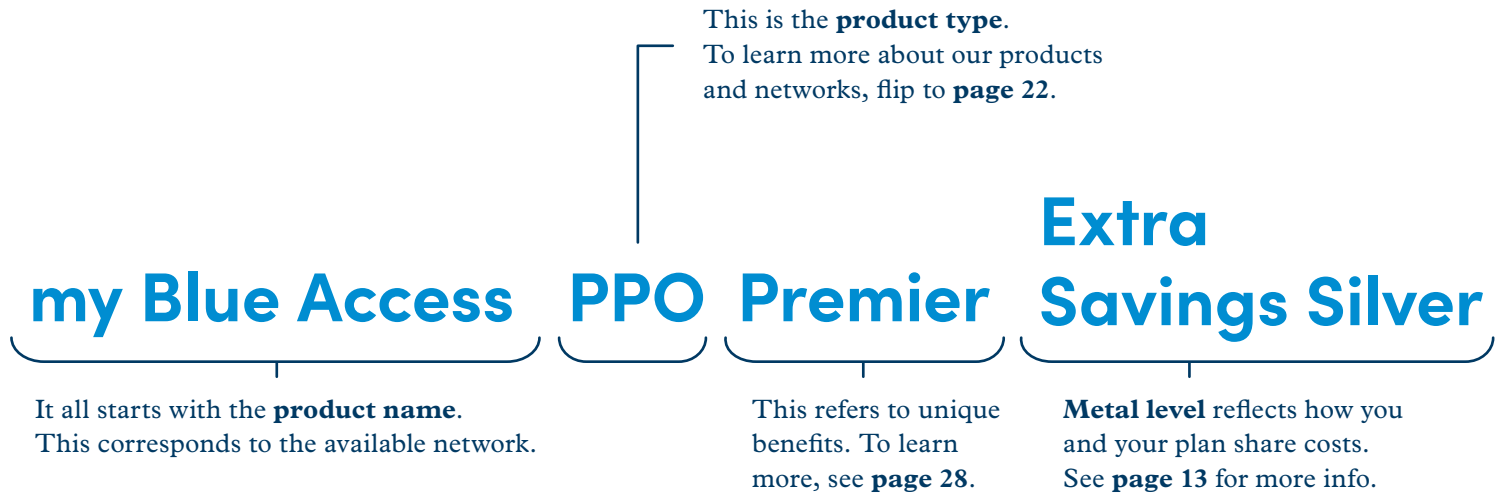 This is the product type.
To learn more about our products
and networks, flip to page 22.
my Blue Access PPO Premier Extra
Savings Silver
It all starts with the product name.
This corresponds to the available network.
This refers to unique
benefits. To learn
more, see page 28.
Metal level reflects how you
and your plan share costs.
See page 13 for more info.